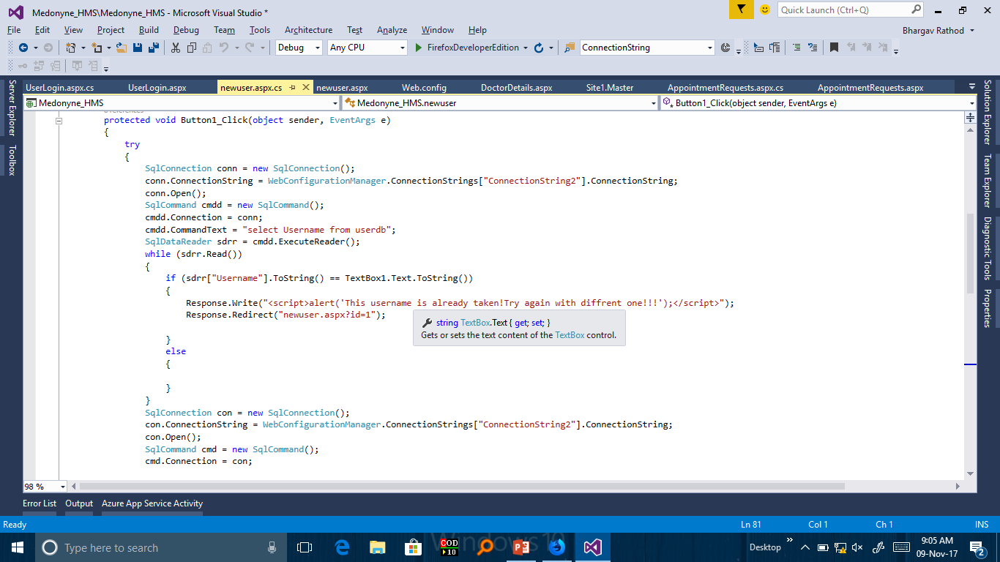 Medonyne_HMS\Medonyne_HMS - Microsoft Visual Studio *
Quick Launch (Ctrl+Q)
File Edit View Project Build Debug Team Tools Architecture Test Analyze Window Help
Bhargav Rathod
Debug Any CPU FirefoxDeveloperEdition ConnectionString
Server Explorer
Toolbox
UserLogin.aspx.cs UserLogin.aspx newuser.aspx.cs newuser.aspx Web.config DoctorDetails.aspx Site1.Master AppointmentRequests.aspx.cs AppointmentRequests.aspx
Medonyne_HMS Medonyne_HMS.newuser Button1_Click(object sender, EventArgs e)
protected void Button1_Click(object sender, EventArgs e)
{
try
{
SqlConnection conn = new SqlConnection();
conn.ConnectionString = WebConfigurationManager.ConnectionStrings["ConnectionString2"].ConnectionString;
conn.Open();
SqlCommand cmdd = new SqlCommand();
cmdd.Connection = conn;
cmdd.CommandText = "select Username from userdb";
SqlDataReader sdrr = cmdd.ExecuteReader();
while (sdrr.Read())
{
if (sdrr["Username"].ToString() == TextBox1.Text.ToString())
{
Response.Write("<script>alert('This username is already taken!Try again with diffrent one!!!');</script>");
Response.Redirect("newuser.aspx?id=1");
string TextBox.Text { get; set; }
Gets or sets the text content of the TextBox control.
}
else
{
}
}
SqlConnection con = new SqlConnection();
con.ConnectionString = WebConfigurationManager.ConnectionStrings["ConnectionString2"].ConnectionString;
con.Open();
SqlCommand cmd = new SqlCommand();
cmd.Connection = con;
98 %
Solution Explorer
Team Explorer
Diagnostic Tools
Properties
Error List Output Azure App Service Activity
Ready Ln 81 Col 1 Ch 1 INS
Type here to search
COD
10
Windows 10
Desktop
9:05 AM
09-Nov-17
2